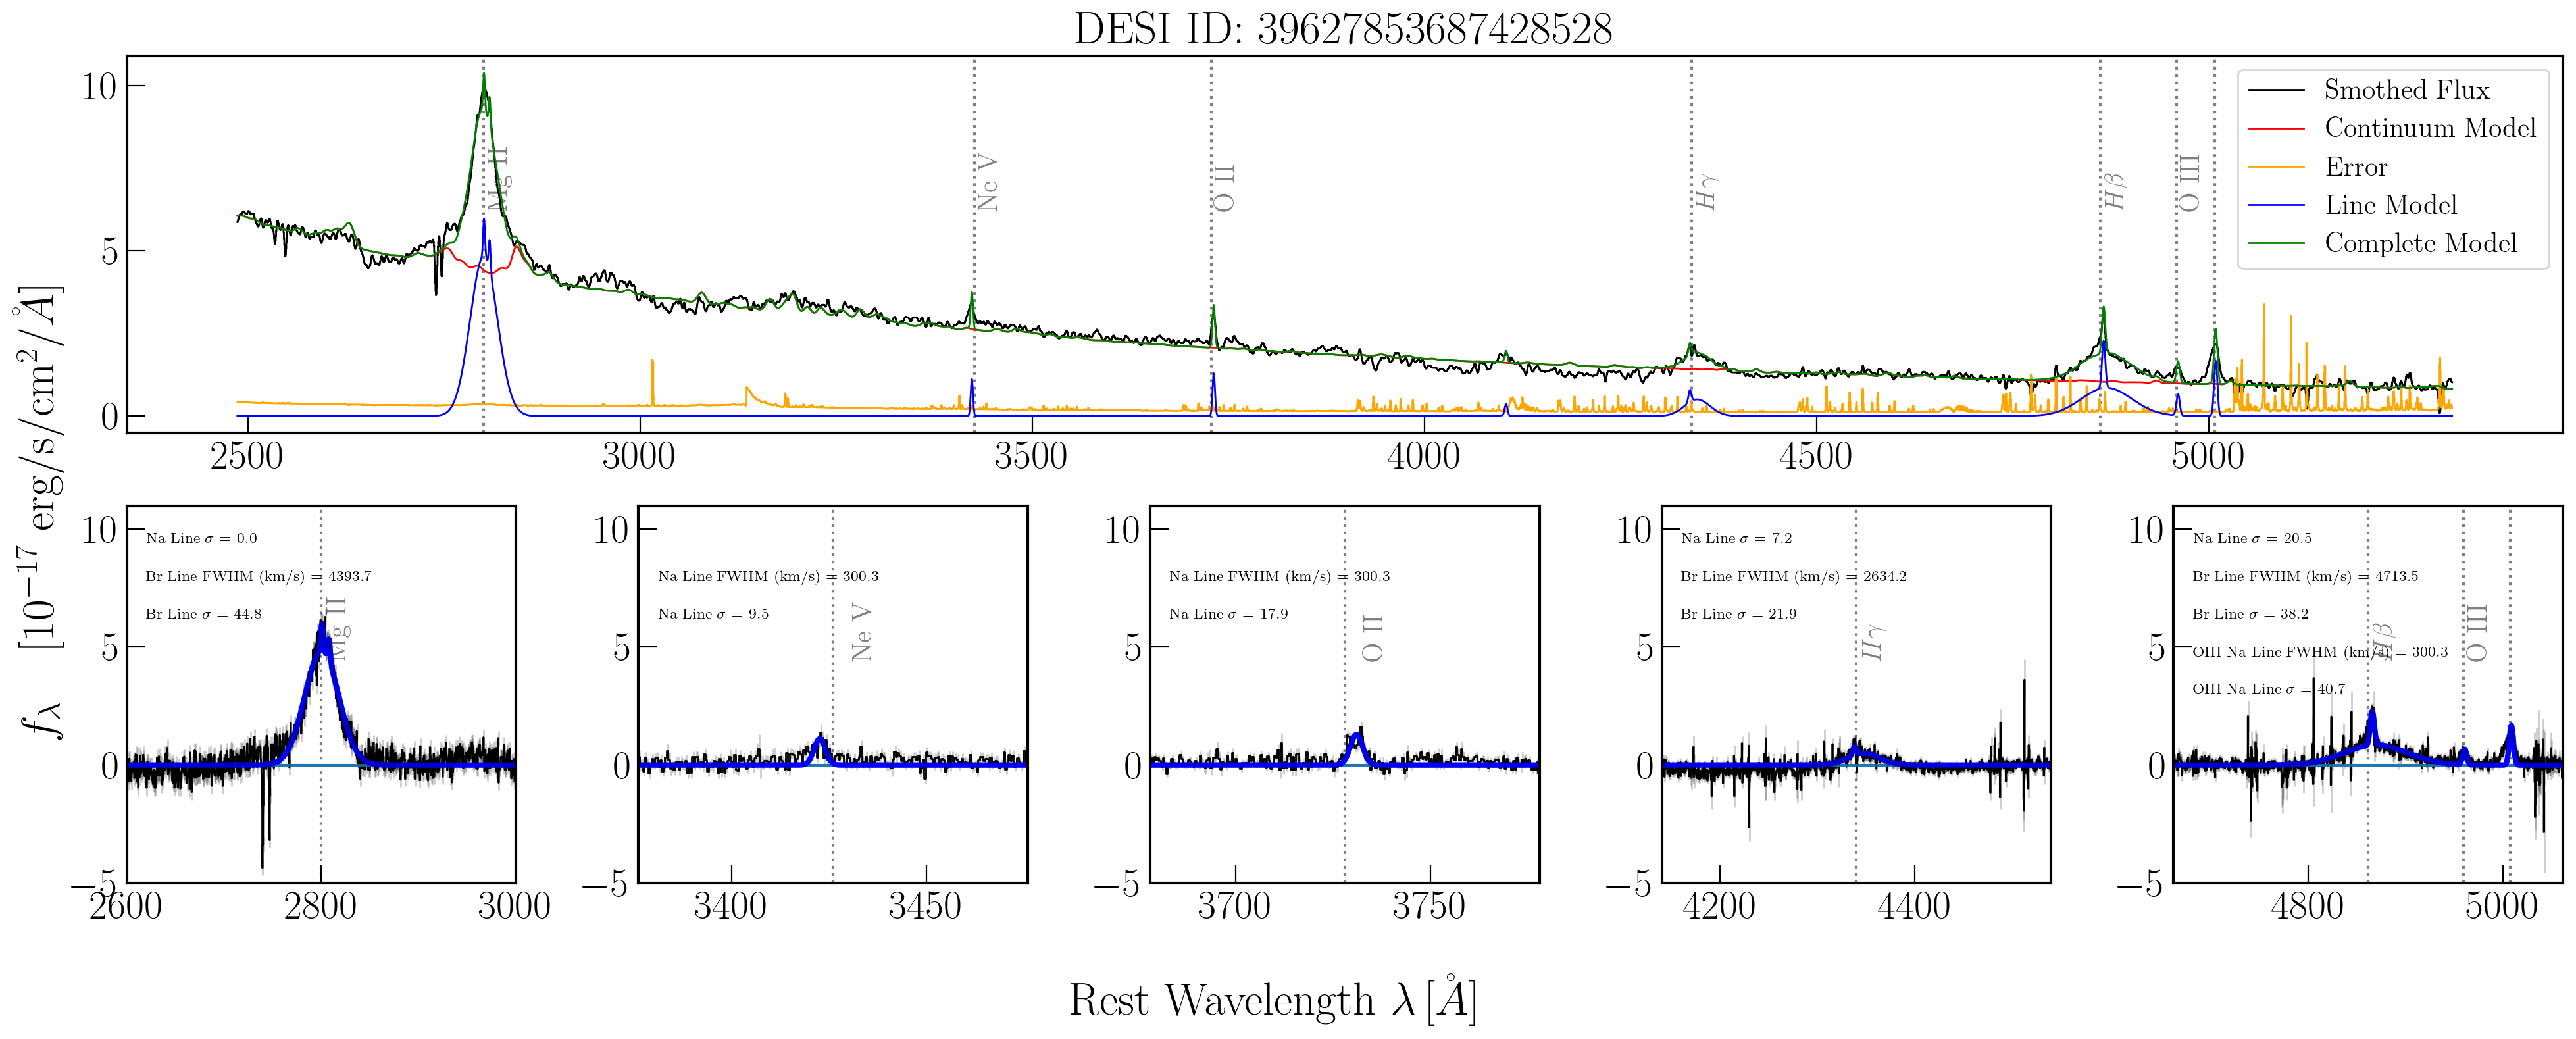 DESI ID: 39627853687428528
10
5
0
Mg II
Ne V
O II
Hγ
Hβ
O III
Smothed Flux
Continuum Model
Error
Line Model
Complete Model
2500 3000 3500 4000 4500 5000
f_λ [10^−17 erg/s/cm^2/Å]
10
5
0
−5
Na Line σ = 0.0
Br Line FWHM (km/s) = 4393.7
Br Line σ = 44.8
Mg II
2600 2800 3000
10
5
0
−5
Na Line FWHM (km/s) = 300.3
Na Line σ = 9.5
Ne V
3400 3450
10
5
0
−5
Na Line FWHM (km/s) = 300.3
Na Line σ = 17.9
O II
3700 3750
10
5
0
−5
Na Line σ = 7.2
Br Line FWHM (km/s) = 2634.2
Br Line σ = 21.9
Hγ
4200 4400
10
5
0
−5
Na Line σ = 20.5
Br Line FWHM (km/s) = 4713.5
Br Line σ = 38.2
OIII Na Line FWHM (km/s) = 300.3
OIII Na Line σ = 40.7
Hβ
O III
4800 5000
Rest Wavelength λ [Å]